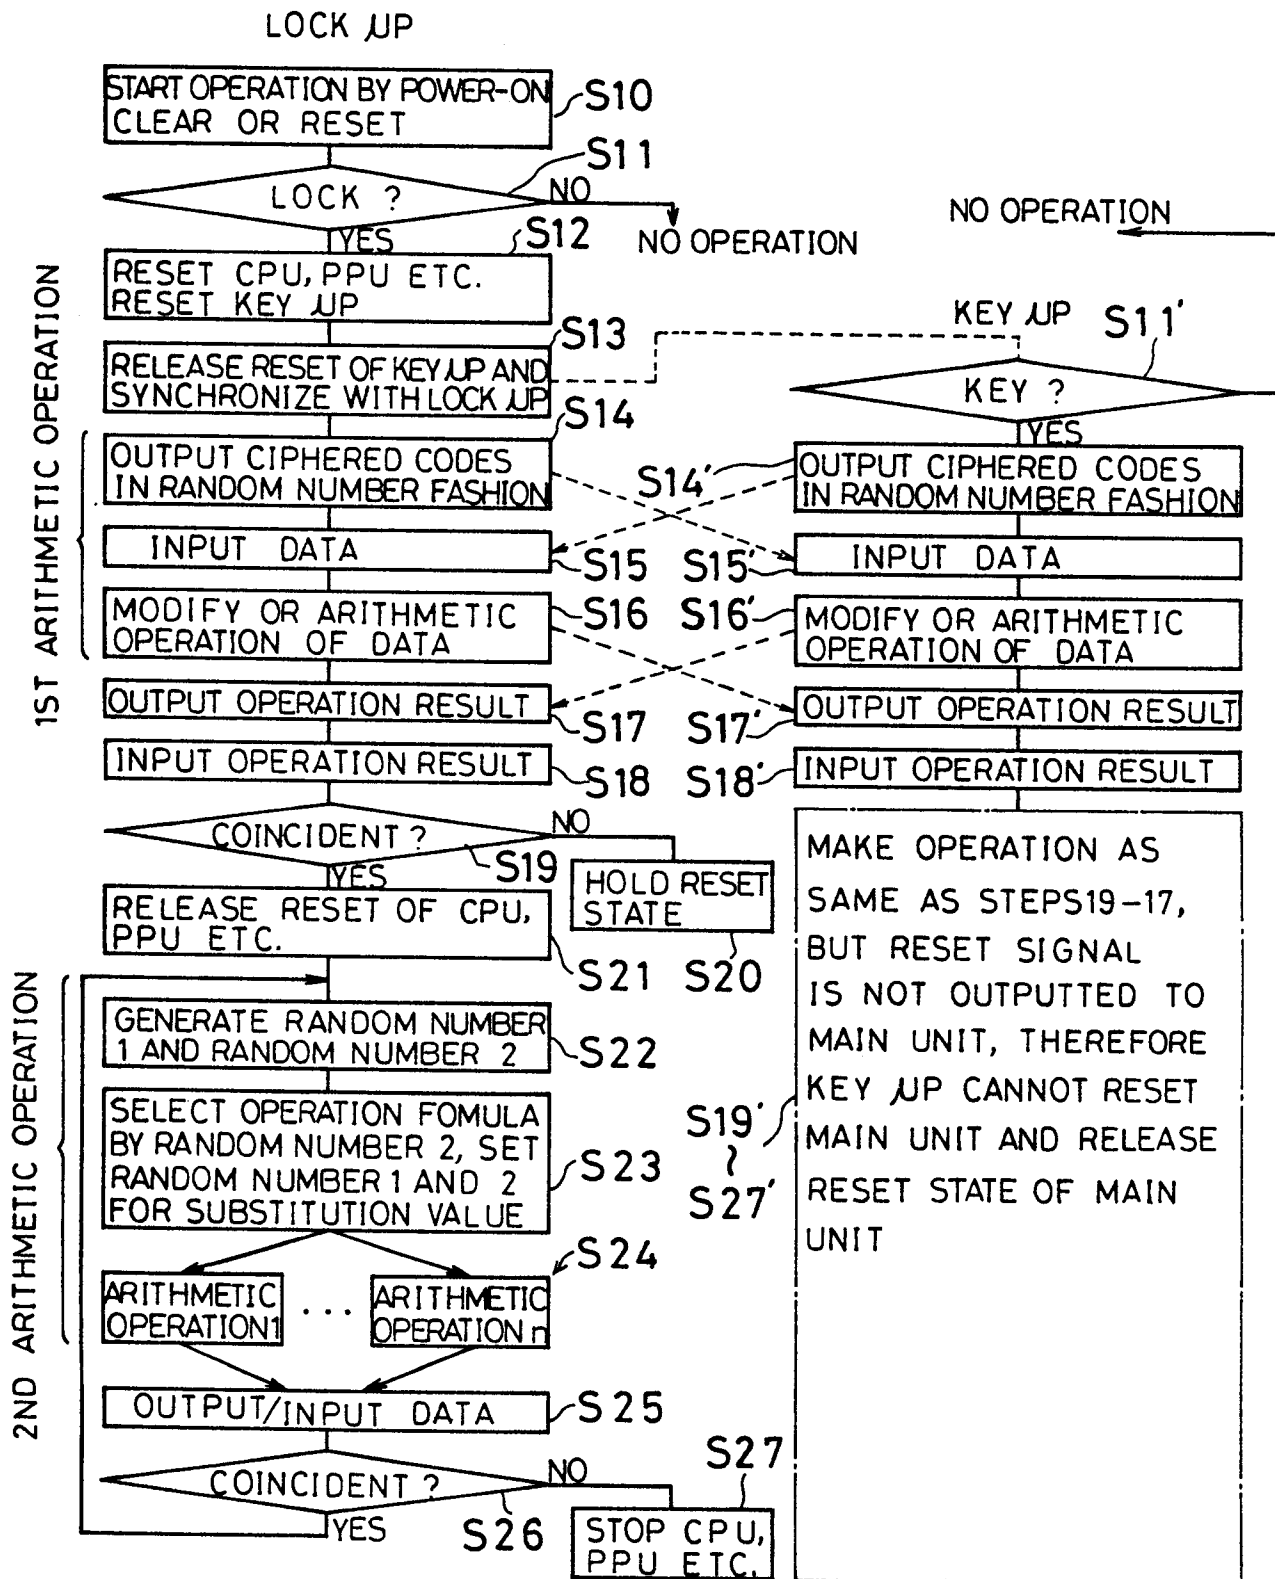 LOCK μP
START OPERATION BY POWER-ON
CLEAR OR RESET
S10
S11
LOCK ?
NO
NO OPERATION
YES
S12
RESET CPU, PPU ETC.
RESET KEY μP
S13
RELEASE RESET OF KEY μP AND
SYNCHRONIZE WITH LOCK μP
1ST ARITHMETIC OPERATION
S14
OUTPUT CIPHERED CODES
IN RANDOM NUMBER FASHION
INPUT DATA
S15
MODIFY OR ARITHMETIC
OPERATION OF DATA
S16
OUTPUT OPERATION RESULT
S17
INPUT OPERATION RESULT
S18
COINCIDENT ?
NO
S19
YES
HOLD RESET
STATE
S20
RELEASE RESET OF CPU,
PPU ETC.
S21
2ND ARITHMETIC OPERATION
GENERATE RANDOM NUMBER
1 AND RANDOM NUMBER 2
S22
SELECT OPERATION FOMULA
BY RANDOM NUMBER 2, SET
RANDOM NUMBER 1 AND 2
FOR SUBSTITUTION VALUE
S23
S24
ARITHMETIC
OPERATION1
...
ARITHMETIC
OPERATION n
OUTPUT/INPUT DATA
S25
COINCIDENT ?
NO
S26
YES
S27
STOP CPU,
PPU ETC.
NO OPERATION
KEY μP
S11'
KEY ?
YES
S14'
OUTPUT CIPHERED CODES
IN RANDOM NUMBER FASHION
S15'
INPUT DATA
S16'
MODIFY OR ARITHMETIC
OPERATION OF DATA
S17'
OUTPUT OPERATION RESULT
S18'
INPUT OPERATION RESULT
MAKE OPERATION AS
SAME AS STEPS19-17,
BUT RESET SIGNAL
IS NOT OUTPUTTED TO
MAIN UNIT, THEREFORE
KEY μP CANNOT RESET
MAIN UNIT AND RELEASE
RESET STATE OF MAIN
UNIT
S19'
~
S27'